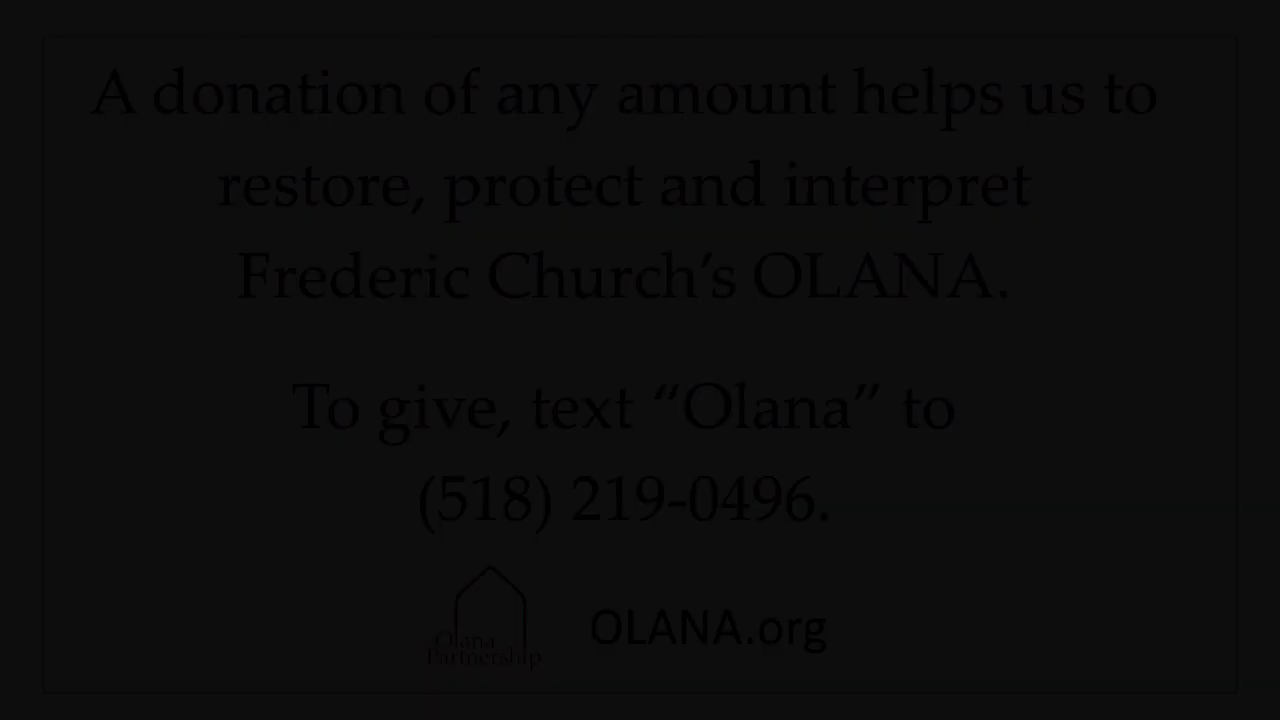 A donation of any amount helps us to
restore, protect and interpret
Frederic Church’s OLANA.
To give, text “Olana” to
(518) 219-0496.
Olana
Partnership
OLANA.org